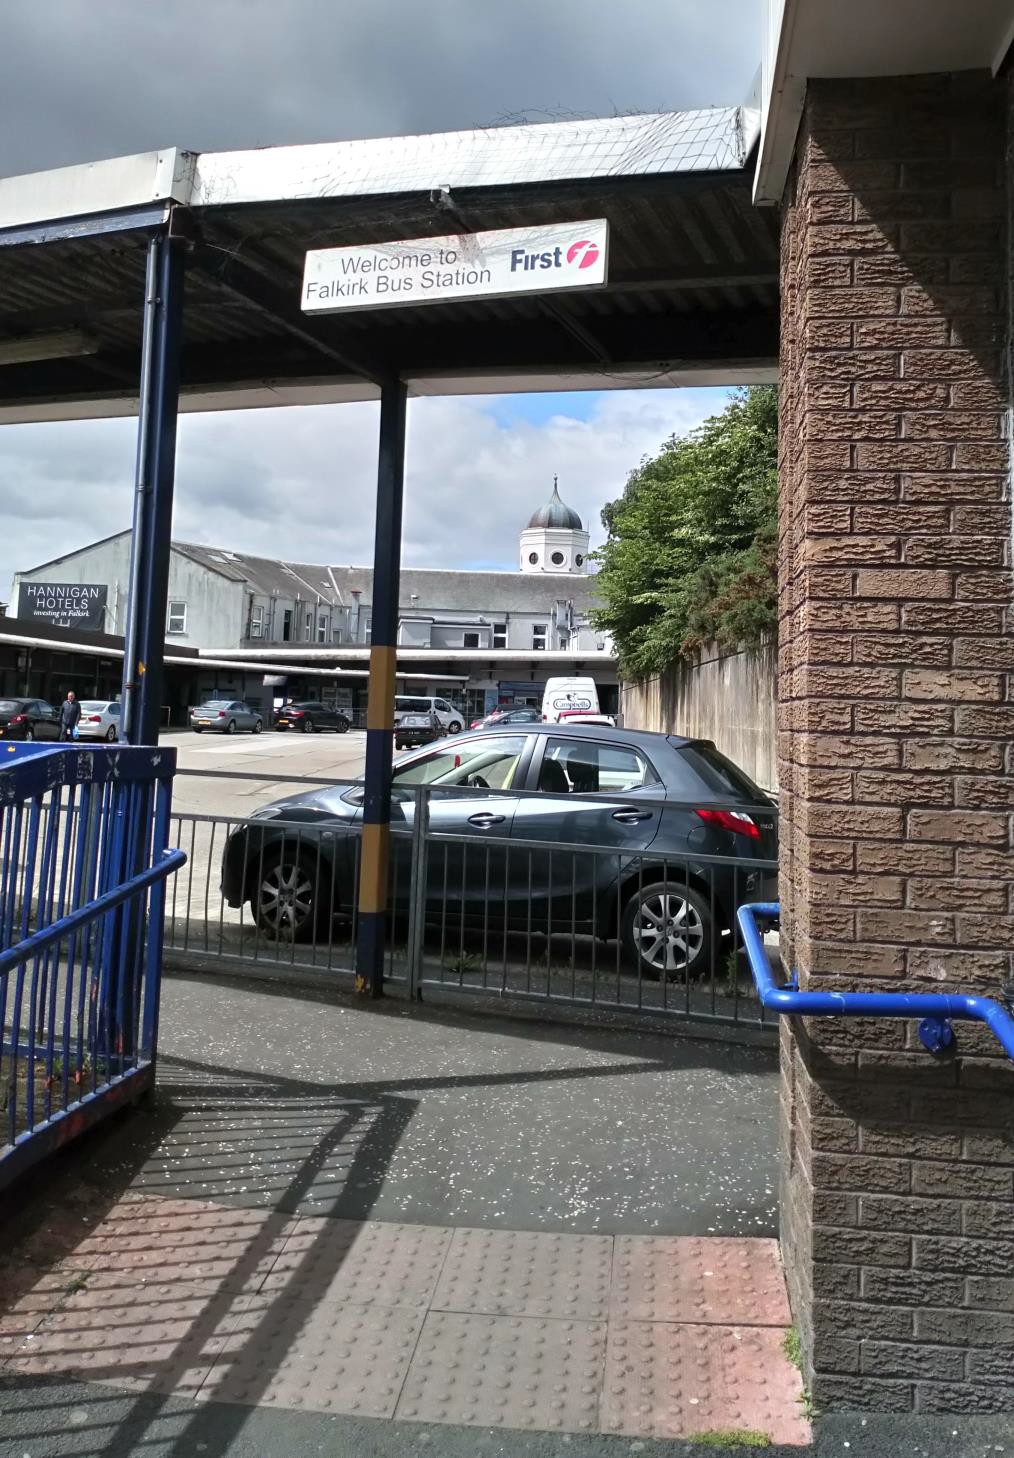 Welcome to
Falkirk Bus Station
First
HANNIGAN
HOTELS
investing in Falkirk
Campbells